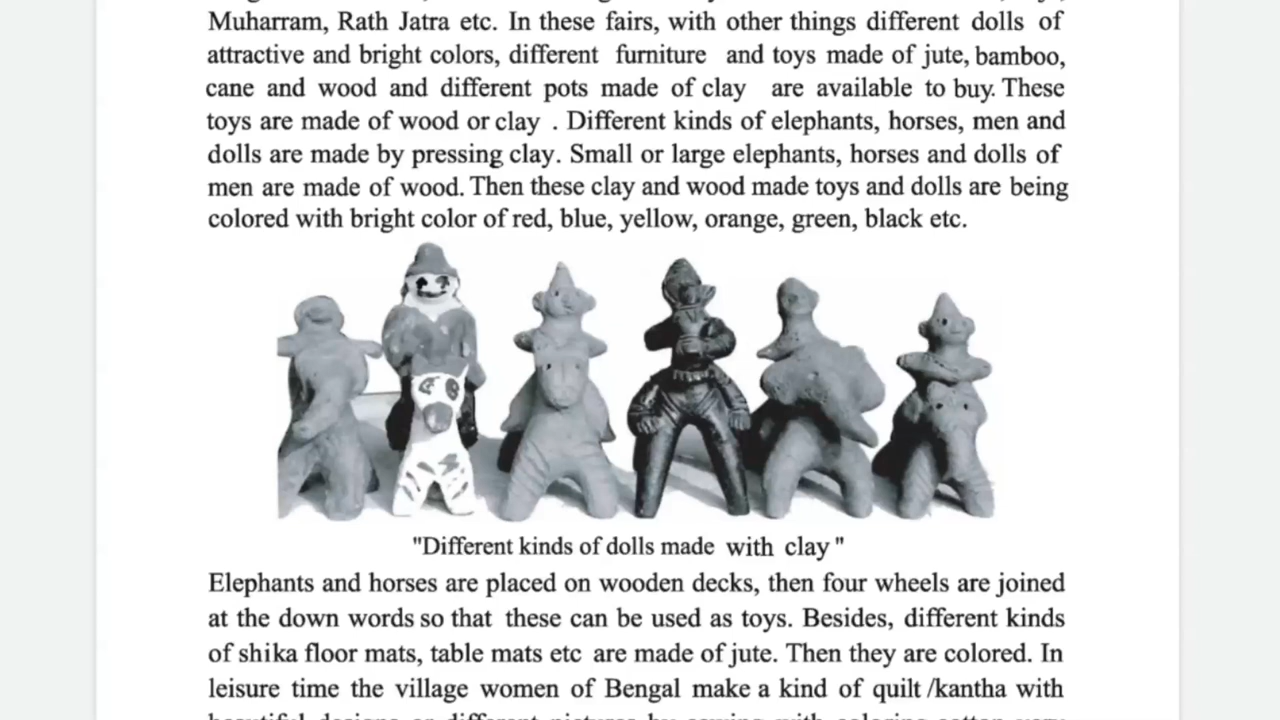 Muharram, Rath Jatra etc. In these fairs, with other things different dolls of
attractive and bright colors, different furniture and toys made of jute, bamboo,
cane and wood and different pots made of clay are available to buy. These
toys are made of wood or clay . Different kinds of elephants, horses, men and
dolls are made by pressing clay. Small or large elephants, horses and dolls of
men are made of wood. Then these clay and wood made toys and dolls are being
colored with bright color of red, blue, yellow, orange, green, black etc.
"Different kinds of dolls made with clay "
Elephants and horses are placed on wooden decks, then four wheels are joined
at the down words so that these can be used as toys. Besides, different kinds
of shika floor mats, table mats etc are made of jute. Then they are colored. In
leisure time the village women of Bengal make a kind of quilt /kantha with